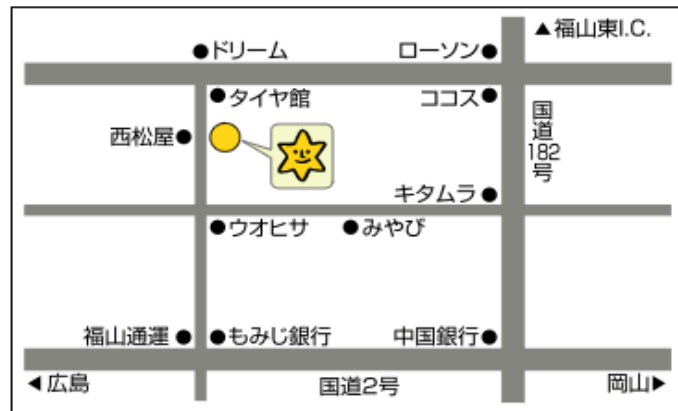 ▲福山東I.C.
●ドリーム
ローソン●
●タイヤ館
ココス●
西松屋●
国道182号
キタムラ●
●ウオヒサ
●みやび
福山通運●
●もみじ銀行
中国銀行●
◀広島
国道2号
岡山▶